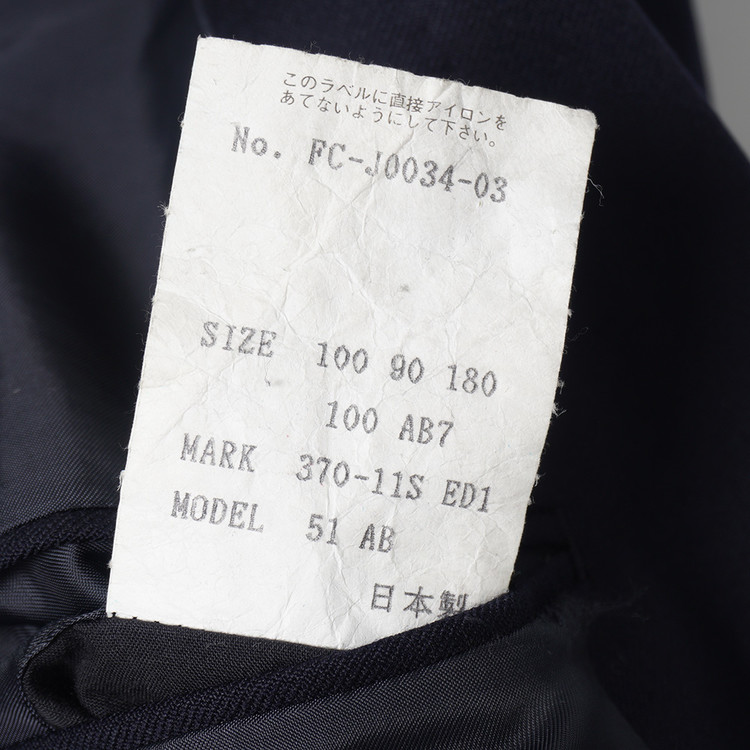 このラベルに直接アイロンを
あてないようにして下さい。
No. FC-J0034-03
SIZE 100 90 180
100 AB7
MARK 370-11S ED1
MODEL 51 AB
日本製